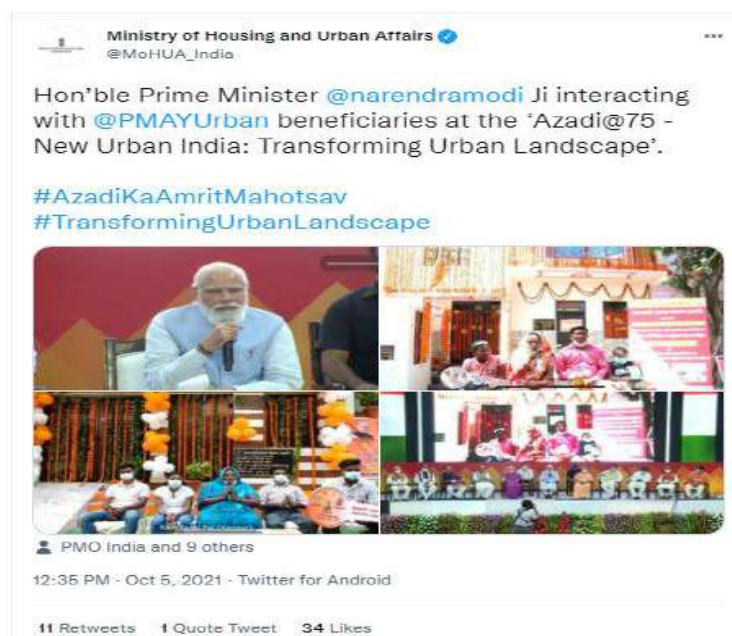 Ministry of Housing and Urban Affairs
@MoHUA_India
Hon'ble Prime Minister @narendramodi Ji interacting
with @PMAYUrban beneficiaries at the 'Azadi@75 -
New Urban India: Transforming Urban Landscape'.
#AzadiKaAmritMahotsav
#TransformingUrbanLandscape
PMO India and 9 others
12:35 PM · Oct 5, 2021 · Twitter for Android
11 Retweets 1 Quote Tweet 34 Likes